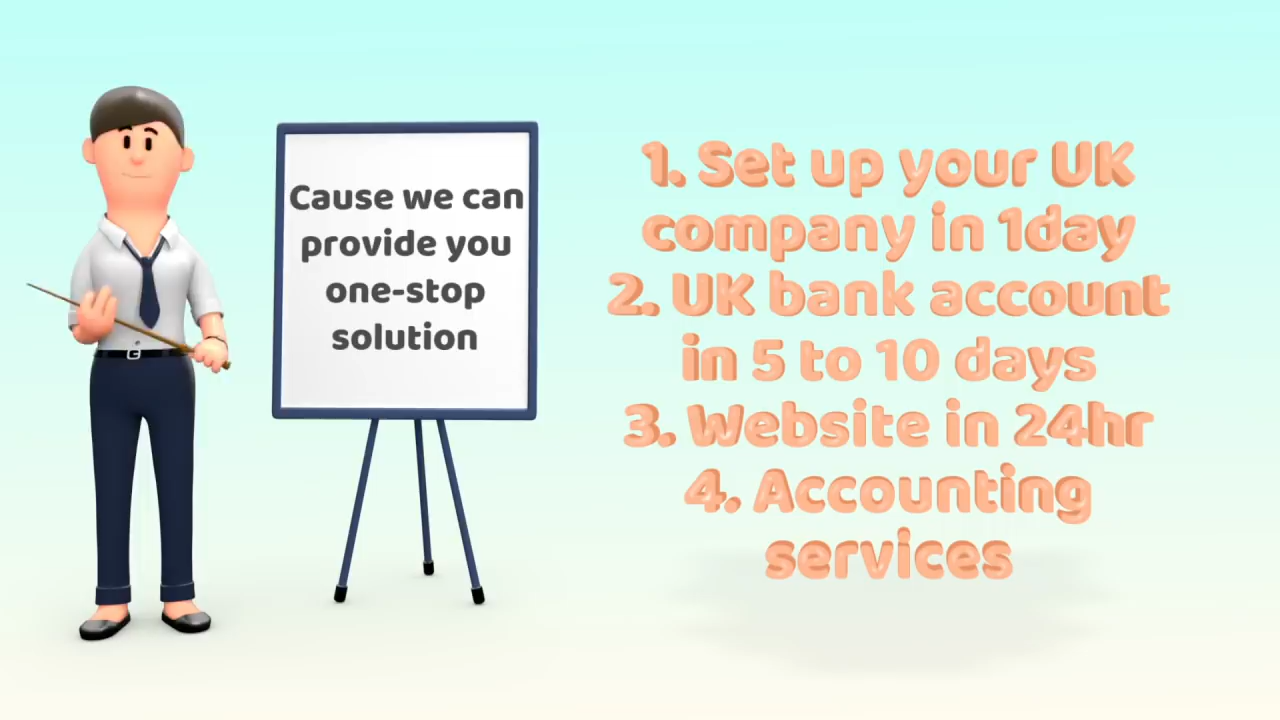 Cause we can
provide you
one-stop
solution
1. Set up your UK
company in 1day
2. UK bank account
in 5 to 10 days
3. Website in 24hr
4. Accounting
services